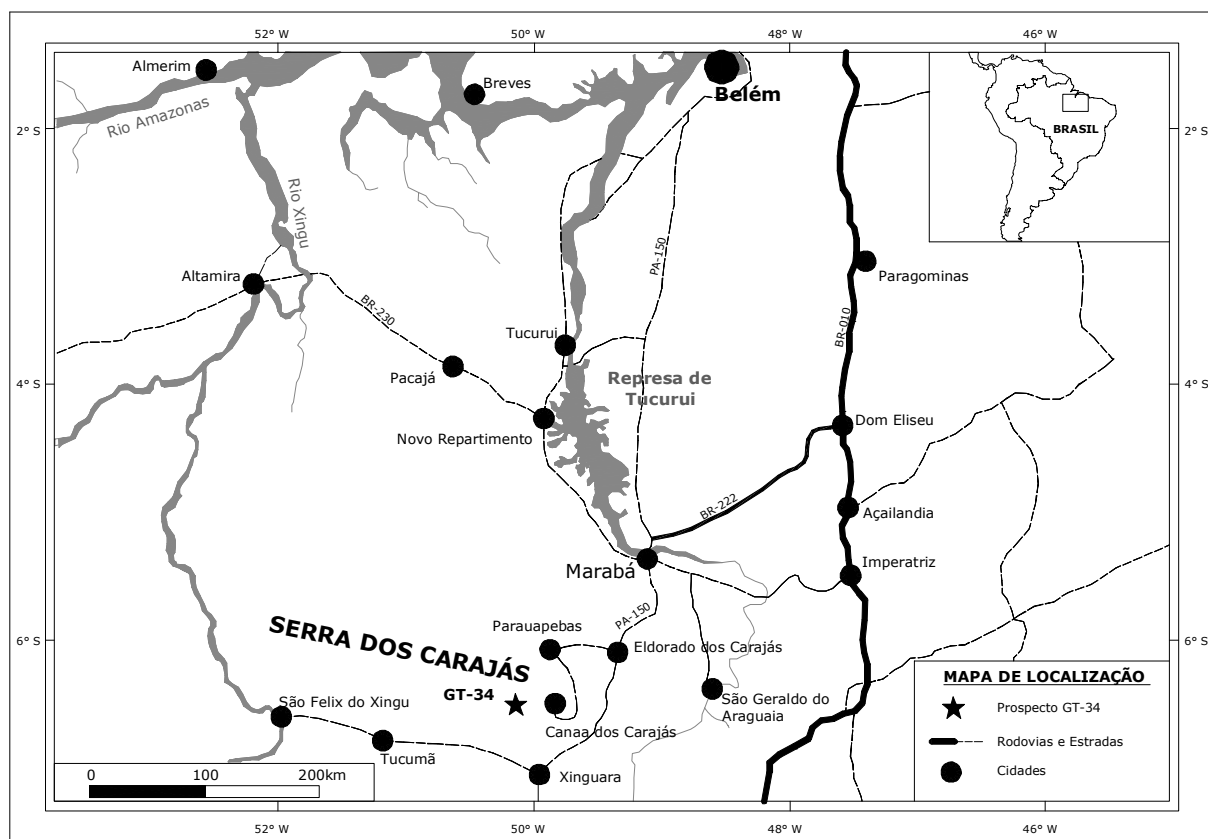 52° W
50° W
48° W
46° W
Almerim
Breves
Belém
Rio Amazonas
BRASIL
2° S
2° S
Rio Xingu
PA-150
Altamira
Paragominas
BR-230
BR-010
Tucurui
Pacajá
Represa de
Tucurui
4° S
4° S
Novo Repartimento
Dom Eliseu
BR-222
Açailandia
Marabá
Imperatriz
PA-150
SERRA DOS CARAJÁS
Parauapebas
Eldorado dos Carajás
6° S
6° S
GT-34
São Felix do Xingu
Canaa dos Carajás
São Geraldo do
Araguaia
Tucumã
Xinguara
MAPA DE LOCALIZAÇÃO
Prospecto GT-34
Rodovias e Estradas
Cidades
0
100
200km
52° W
50° W
48° W
46° W